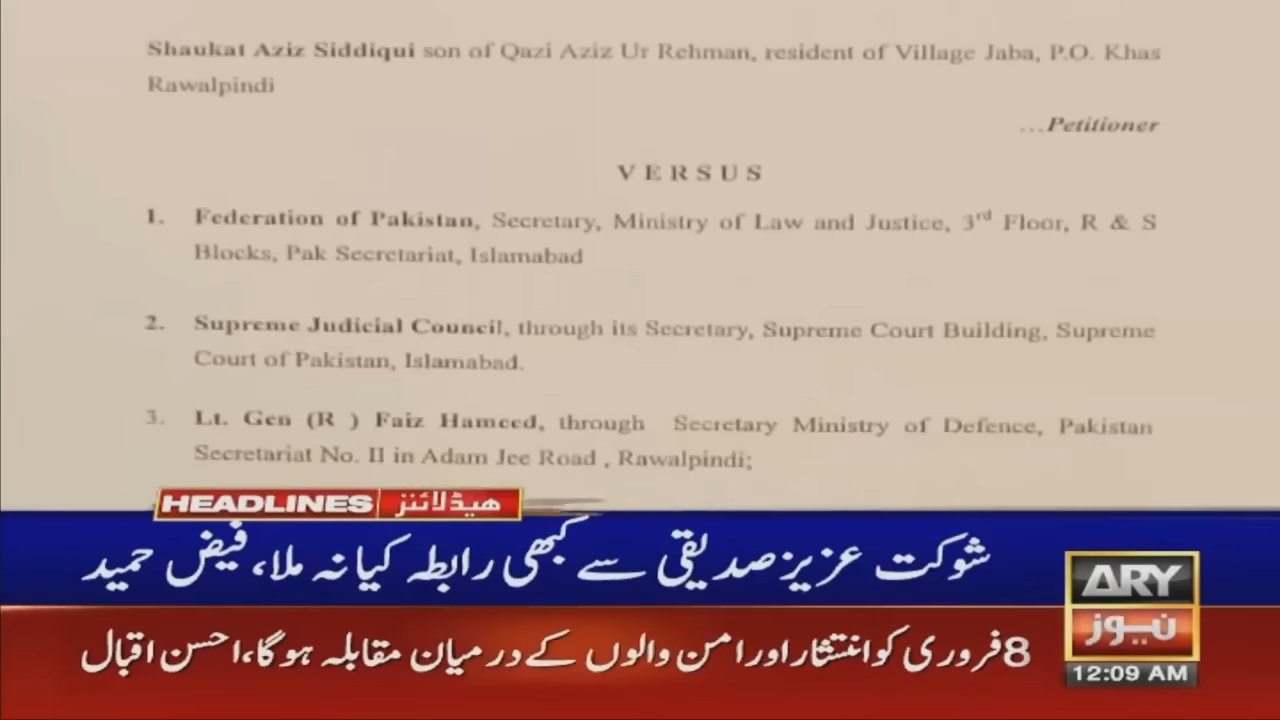 Shaukat Aziz Siddiqui son of Qazi Aziz Ur Rehman, resident of Village Jaba, P.O. Khas
Rawalpindi
...Petitioner
VERSUS
1. Federation of Pakistan, Secretary, Ministry of Law and Justice, 3rd Floor, R & S
Blocks, Pak Secretariat, Islamabad
2. Supreme Judicial Council, through its Secretary, Supreme Court Building, Supreme
Court of Pakistan, Islamabad.
3. Lt. Gen (R ) Faiz Hameed, through Secretary Ministry of Defence, Pakistan
Secretariat No. II in Adam Jee Road , Rawalpindi;
HEADLINES ہیڈلائنز
شوکت عزیز صدیقی سے کبھی رابطہ کیا نہ ملا، فیض حمید
8 فروری کو انتشار اور امن والوں کے درمیان مقابلہ ہوگا، احسن اقبال
ARY
نیوز
12:09 AM